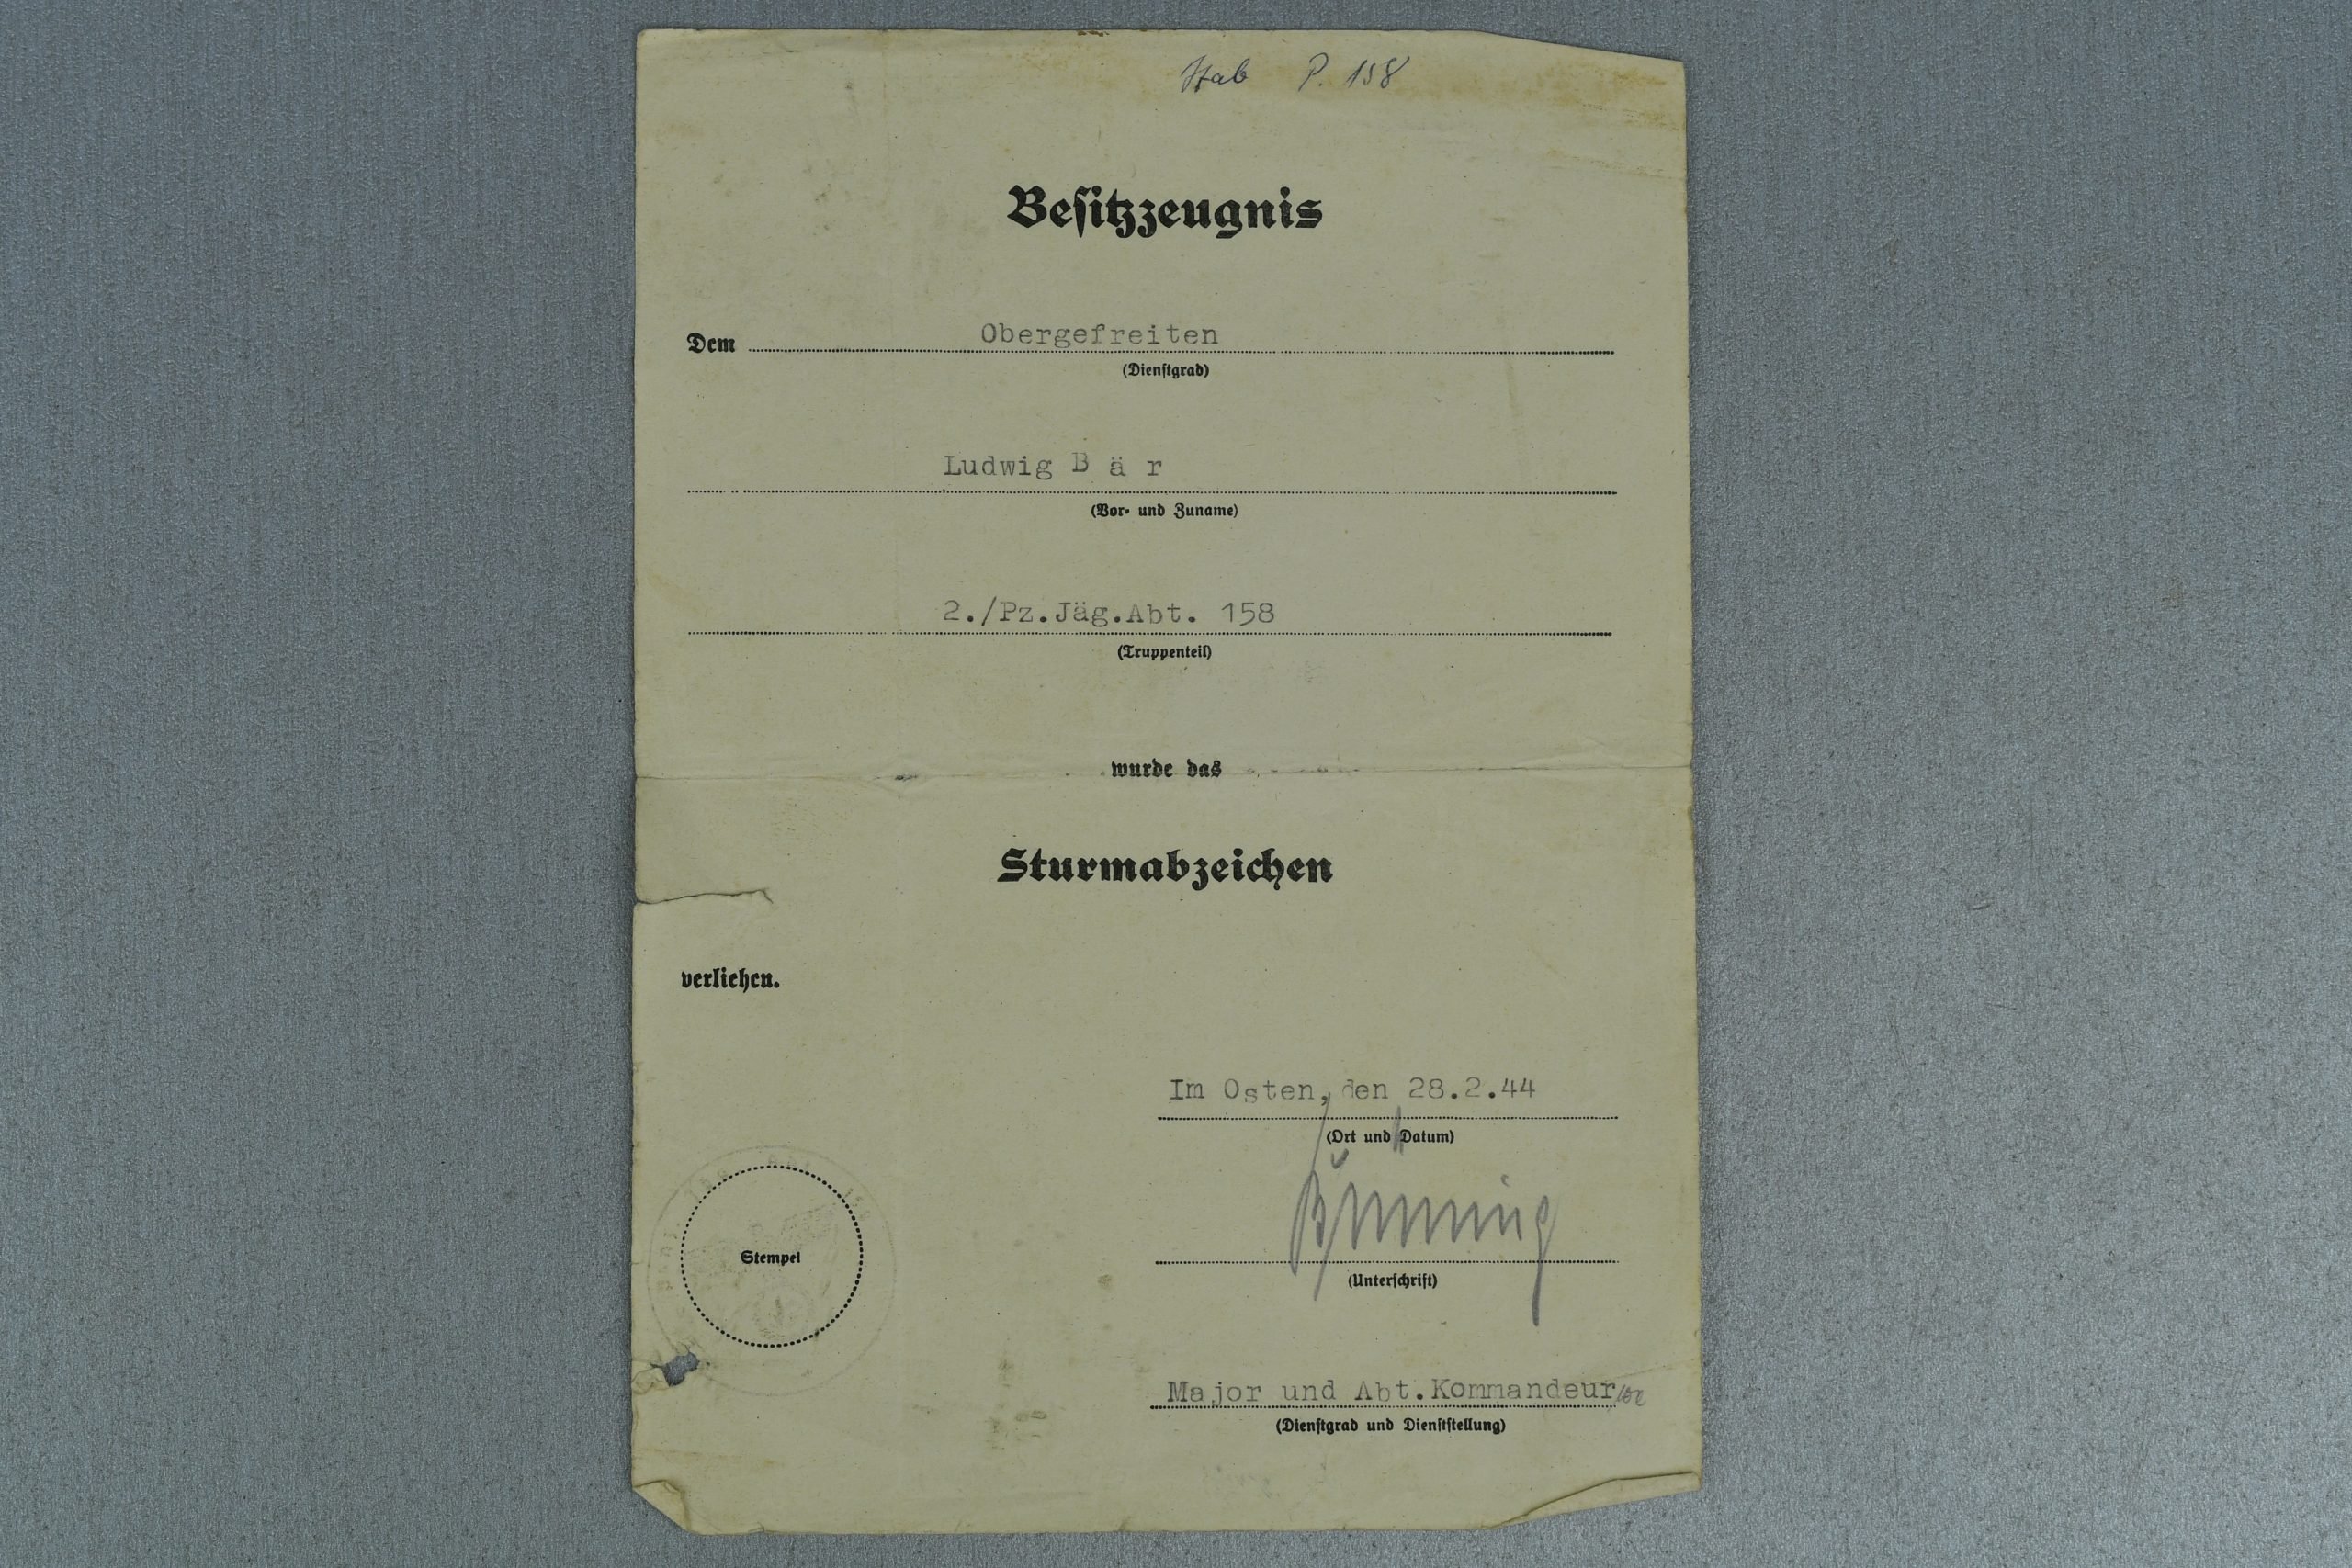 Stab P. 158
Besitzzeugnis
Dem Obergefreiten
(Dienstgrad)
Ludwig B ä r
(Vor- und Zuname)
2./Pz.Jäg.Abt. 158
(Truppenteil)
wurde das
Sturmabzeichen
verliehen.
Im Osten, den 28.2.44
(Ort und Datum)
(Unterschrift)
Stempel
Major und Abt.Kommandeur
(Dienstgrad und Dienststellung)